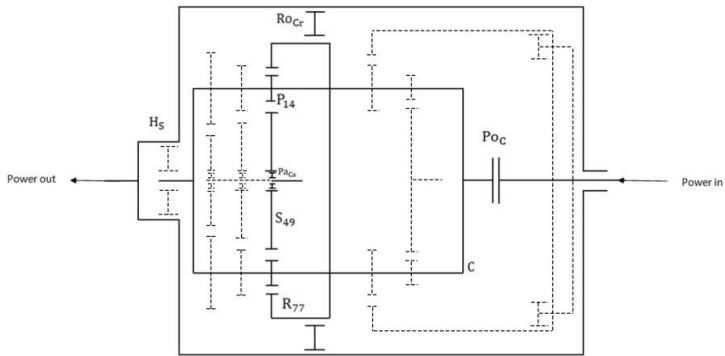 Ro_Cr
P_14
H_S
Pa_Ca
Po_C
Power out
Power in
S_49
C
R_77